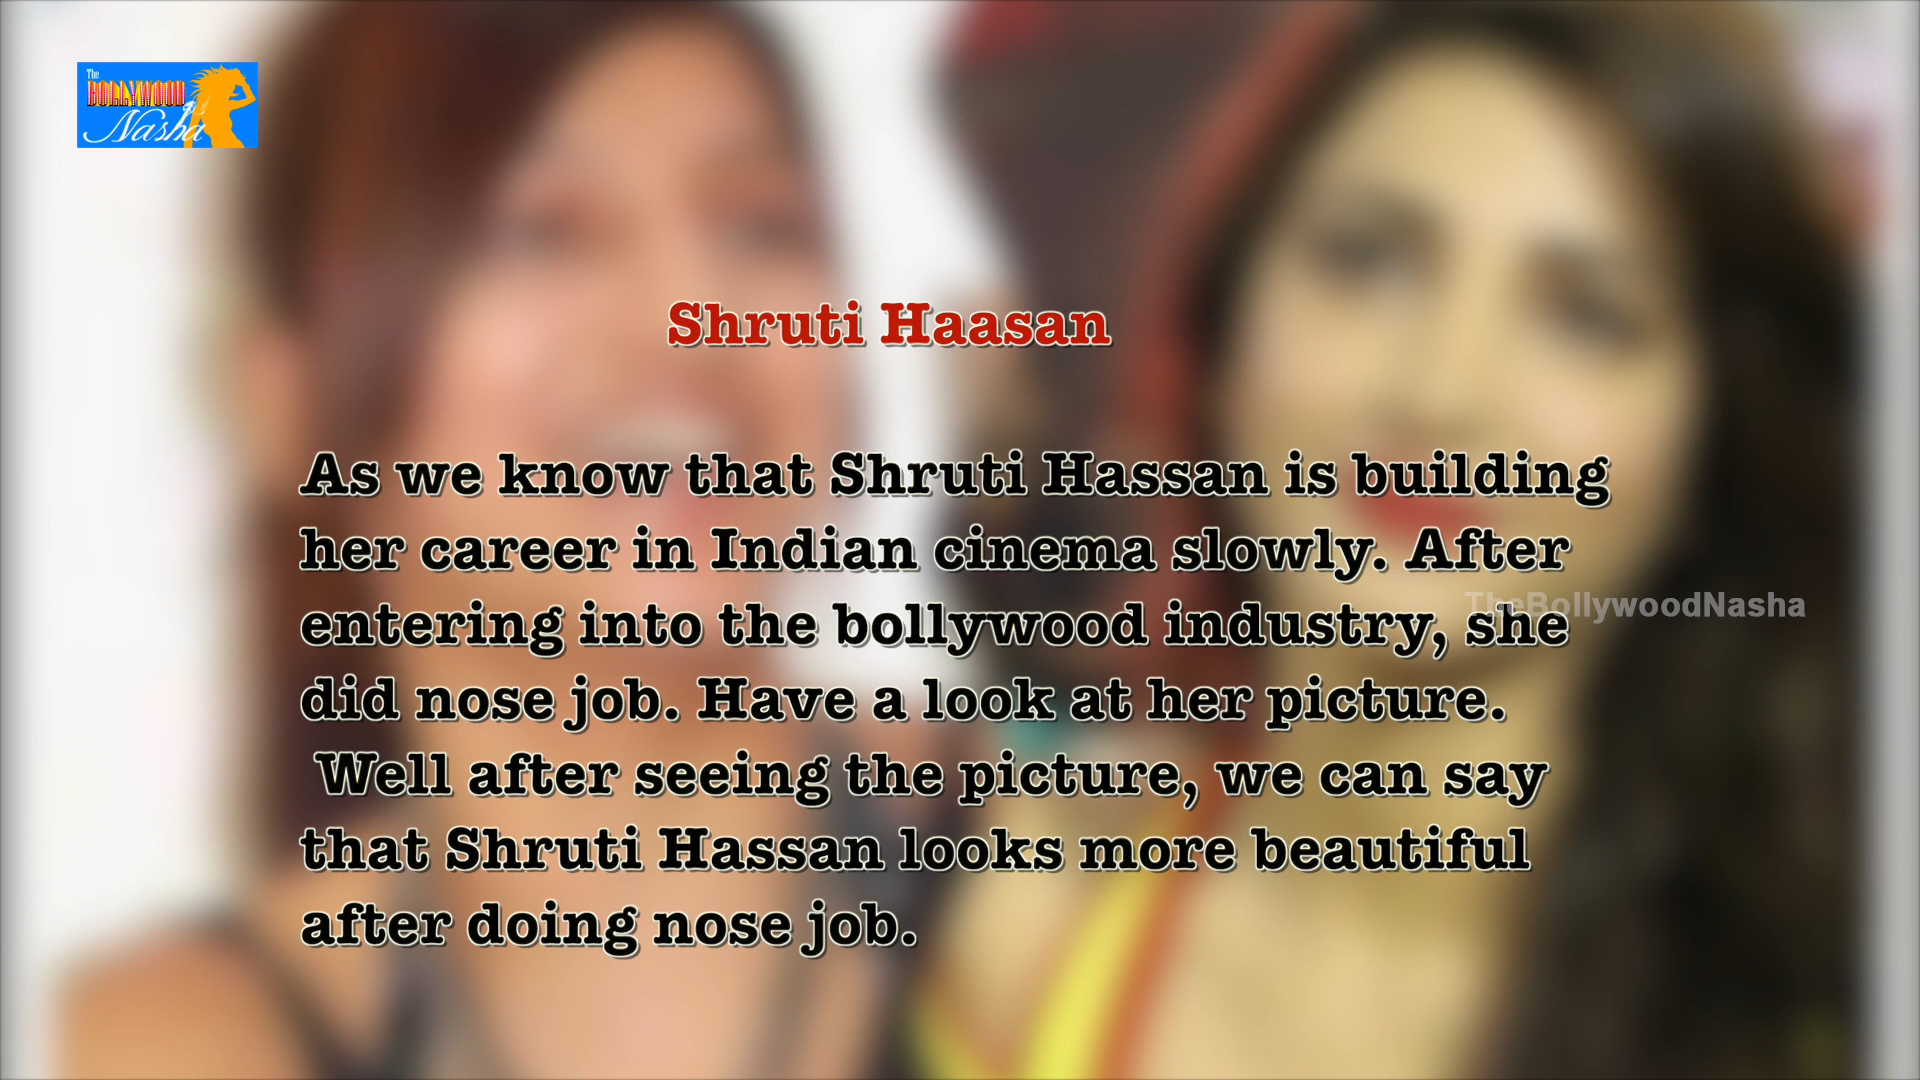 The
BOLLYWOOD
Nasha
Shruti Haasan
As we know that Shruti Hassan is building
her career in Indian cinema slowly. After
entering into the bollywood industry, she
TheBollywoodNasha
did nose job. Have a look at her picture.
Well after seeing the picture, we can say
that Shruti Hassan looks more beautiful
after doing nose job.